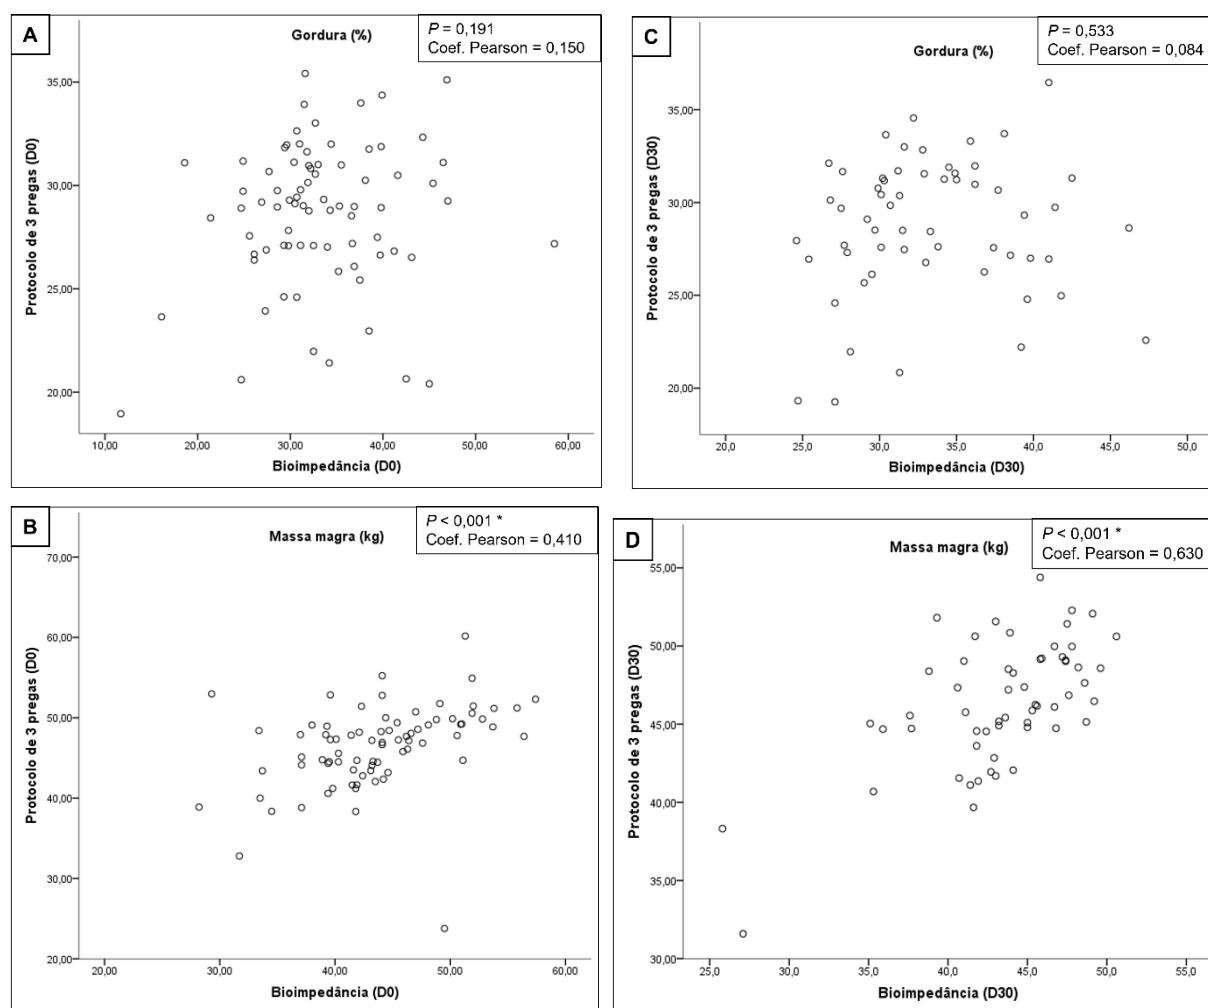 A
Gordura (%)
P = 0,191
Coef. Pearson = 0,150
Protocolo de 3 pregas (D0)
35,00
30,00
25,00
20,00
10,00 20,00 30,00 40,00 50,00 60,00
Bioimpedância (D0)
C
Gordura (%)
P = 0,533
Coef. Pearson = 0,084
Protocolo de 3 pregas (D30)
35,00
30,00
25,00
20,00
20,0 25,0 30,0 35,0 40,0 45,0 50,0
Bioimpedância (D30)
B
Massa magra (kg)
P < 0,001 *
Coef. Pearson = 0,410
Protocolo de 3 pregas (D0)
70,00
60,00
50,00
40,00
30,00
20,00
20,00 30,00 40,00 50,00 60,00
Bioimpedância (D0)
D
Massa magra (kg)
P < 0,001 *
Coef. Pearson = 0,630
Protocolo de 3 pregas (D30)
55,00
50,00
45,00
40,00
35,00
30,00
25,0 30,0 35,0 40,0 45,0 50,0 55,0
Bioimpedância (D30)